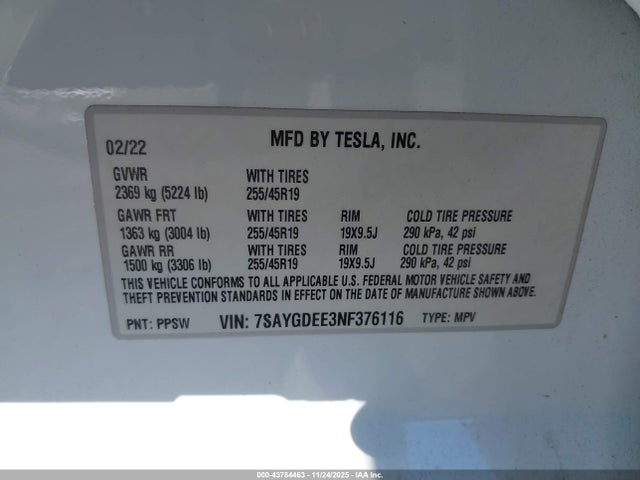 02/22 MFD BY TESLA, INC.
GVWR WITH TIRES
2369 kg (5224 lb) 255/45R19
GAWR FRT WITH TIRES RIM COLD TIRE PRESSURE
1363 kg (3004 lb) 255/45R19 19X9.5J 290 kPa, 42 psi
GAWR RR WITH TIRES RIM COLD TIRE PRESSURE
1500 kg (3306 lb) 255/45R19 19X9.5J 290 kPa, 42 psi
THIS VEHICLE CONFORMS TO ALL APPLICABLE U.S. FEDERAL MOTOR VEHICLE SAFETY AND
THEFT PREVENTION STANDARDS IN EFFECT ON THE DATE OF MANUFACTURE SHOWN ABOVE.
PNT: PPSW VIN: 7SAYGDEE3NF376116 TYPE: MPV
000-43784463 - 11/24/2025 - IAAI.com